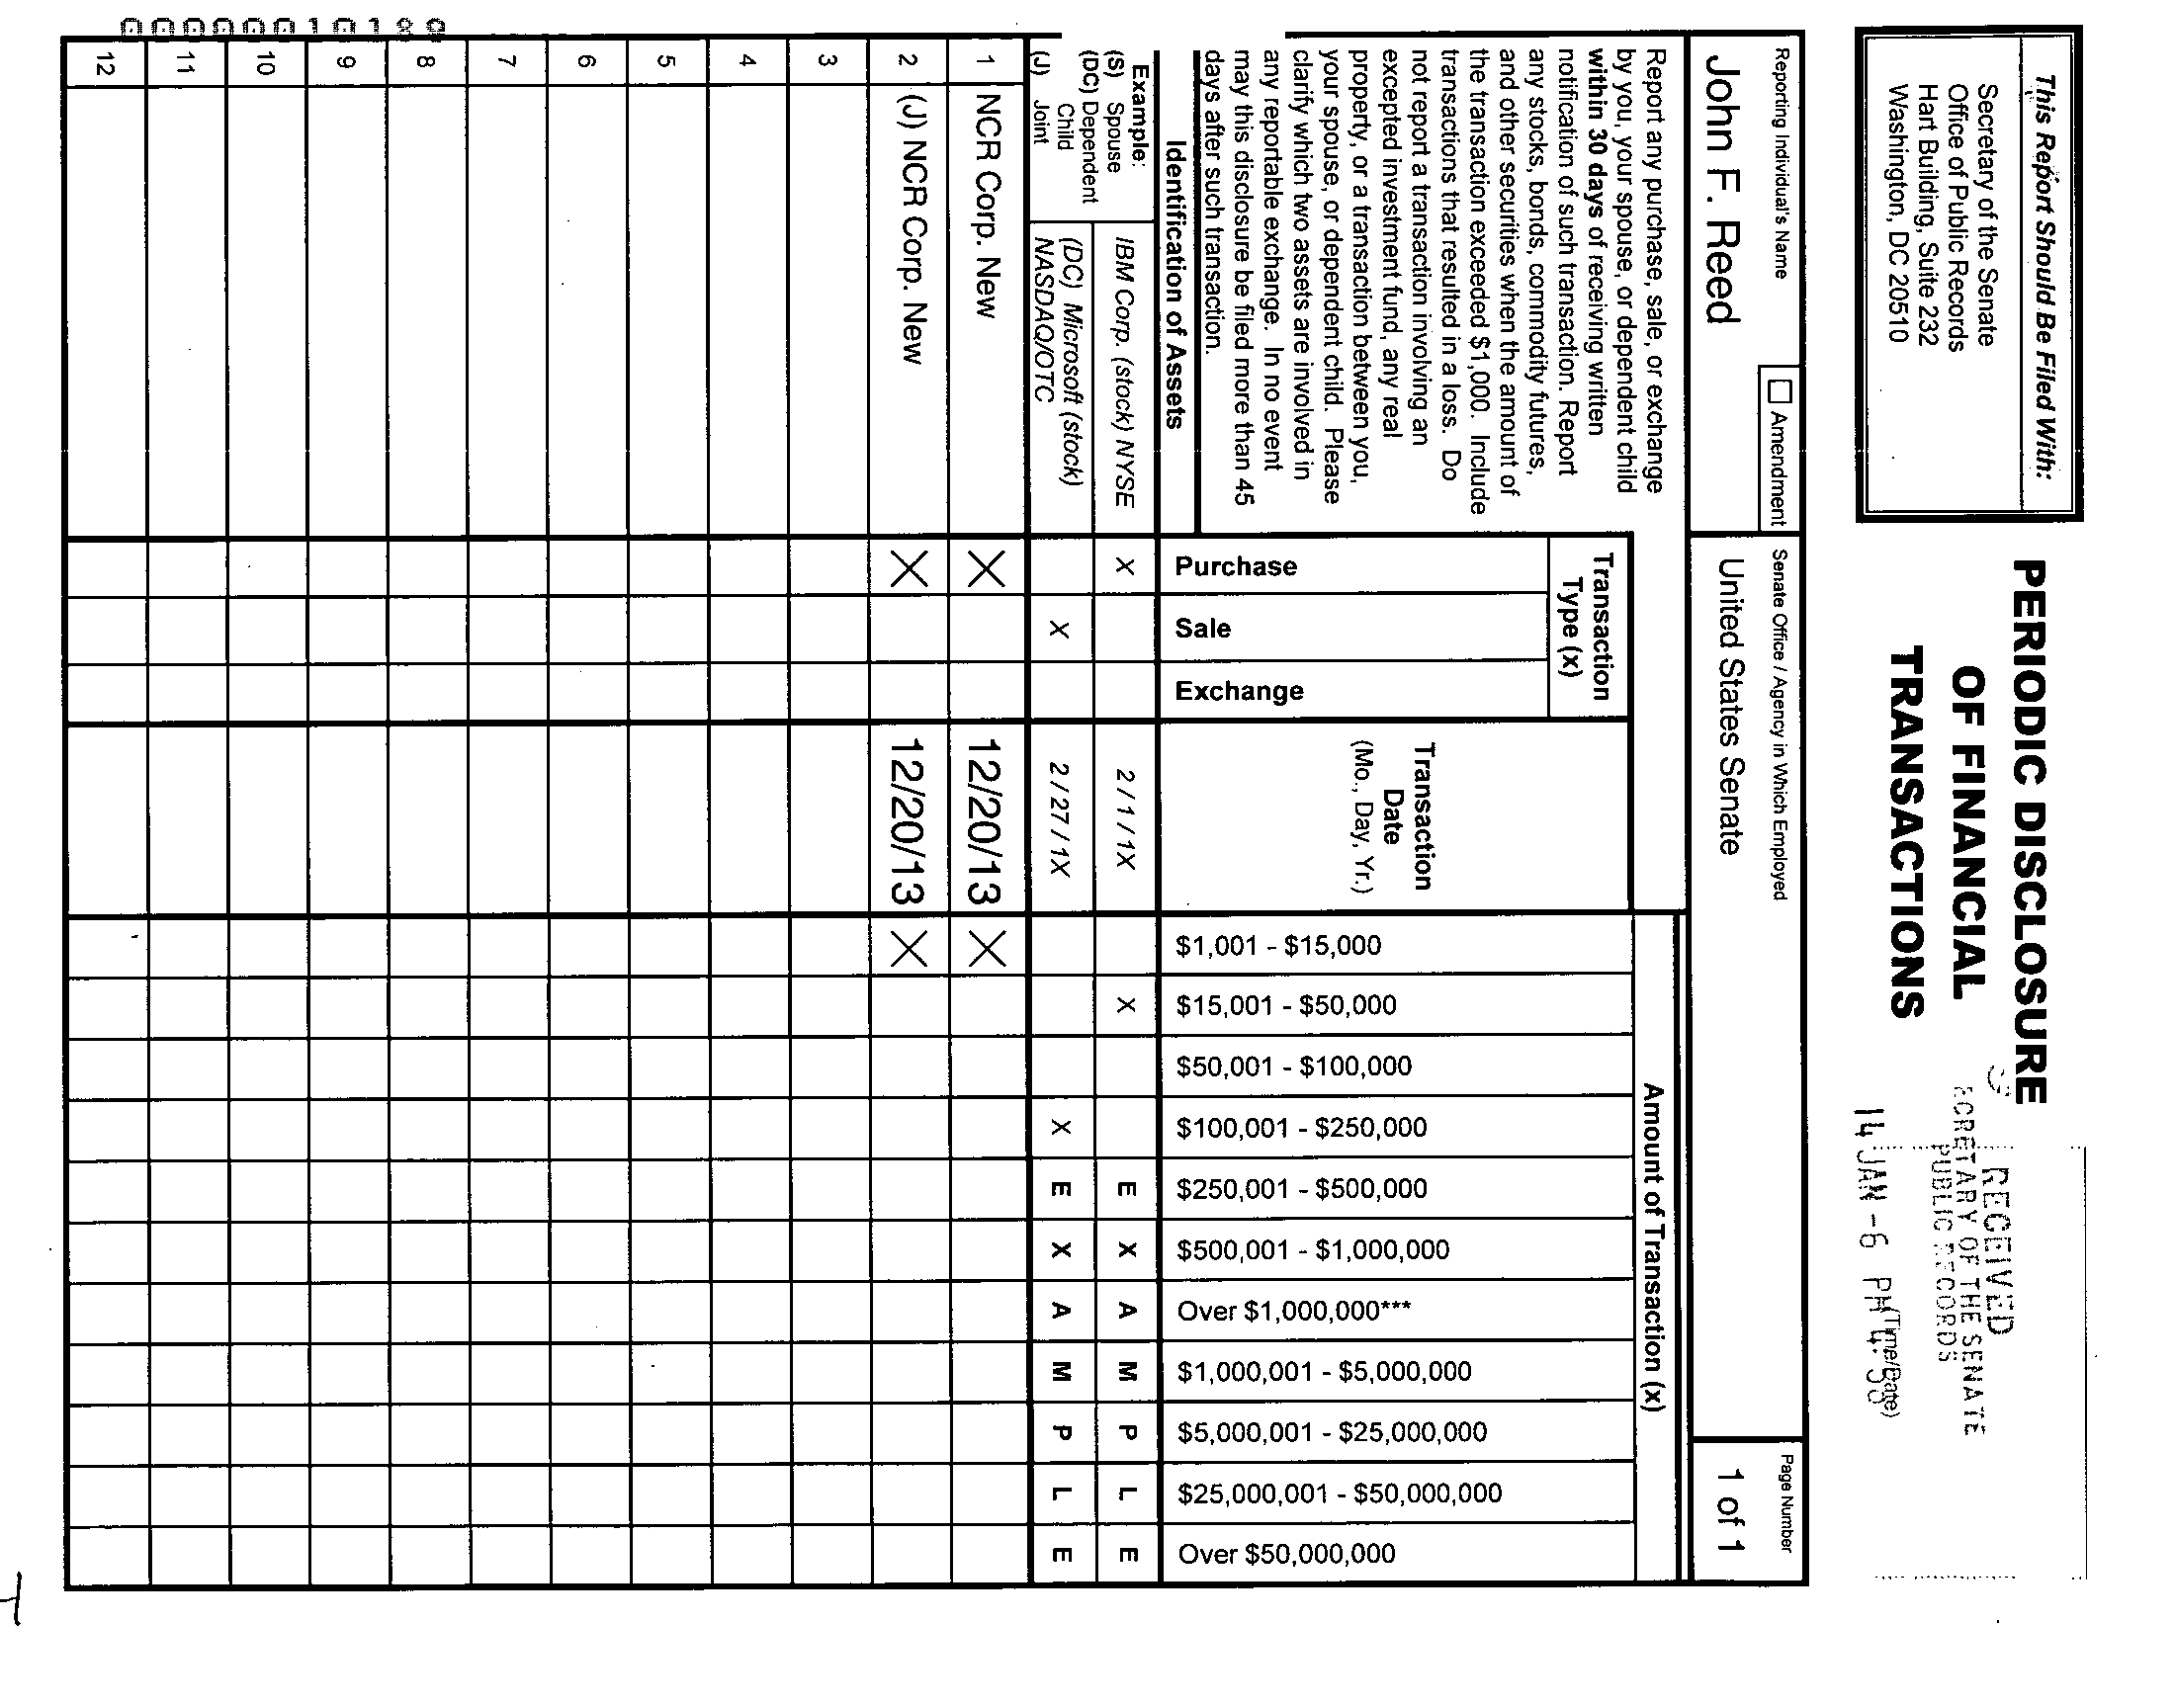 This Report Should Be Filed With:
Secretary of the Senate
Office of Public Records
Hart Building, Suite 232
Washington, DC 20510
PERIODIC DISCLOSURE
OF FINANCIAL
TRANSACTIONS
RECEIVED
SECRETARY OF THE SENATE
PUBLIC RECORDS
14 JAN -6 PM
(Time/Date)
Reporting Individual's Name
John F. Reed
Amendment
Senate Office / Agency in Which Employed
United States Senate
Page Number
1 of 1
Report any purchase, sale, or exchange
by you, your spouse, or dependent child
within 30 days of receiving written
notification of such transaction. Report
any stocks, bonds, commodity futures,
and other securities when the amount of
the transaction exceeded $1,000. Include
transactions that resulted in a loss. Do
not report a transaction involving an
excepted investment fund, any real
property, or a transaction between you,
your spouse, or dependent child. Please
clarify which two assets are involved in
any reportable exchange. In no event
may this disclosure be filed more than 45
days after such transaction.
Identification of Assets
Transaction
Type (x)
Purchase
Sale
Exchange
Transaction
Date
(Mo., Day, Yr.)
Amount of Transaction (x)
$1,001 - $15,000
$15,001 - $50,000
$50,001 - $100,000
$100,001 - $250,000
$250,001 - $500,000
$500,001 - $1,000,000
Over $1,000,000***
$1,000,001 - $5,000,000
$5,000,001 - $25,000,000
$25,000,001 - $50,000,000
Over $50,000,000
Example:
(S) Spouse
(DC) Dependent
Child
(J) Joint
IBM Corp. (stock) NYSE X 2 / 1 / 1X X E X A M P L E
(DC) Microsoft (stock)
NASDAQ/OTC X 2 / 27 / 1X X E X A M P L E
1 NCR Corp. New X 12/20/13 X
2 (J) NCR Corp. New X 12/20/13 X
3
4
5
6
7
8
9
10
11
12